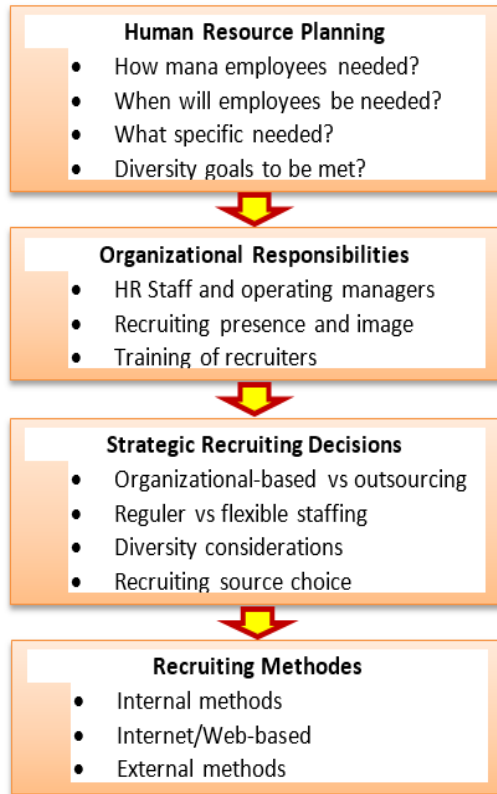 Human Resource Planning
• How mana employees needed?
• When will employees be needed?
• What specific needed?
• Diversity goals to be met?
Organizational Responsibilities
• HR Staff and operating managers
• Recruiting presence and image
• Training of recruiters
Strategic Recruiting Decisions
• Organizational-based vs outsourcing
• Reguler vs flexible staffing
• Diversity considerations
• Recruiting source choice
Recruiting Methodes
• Internal methods
• Internet/Web-based
• External methods